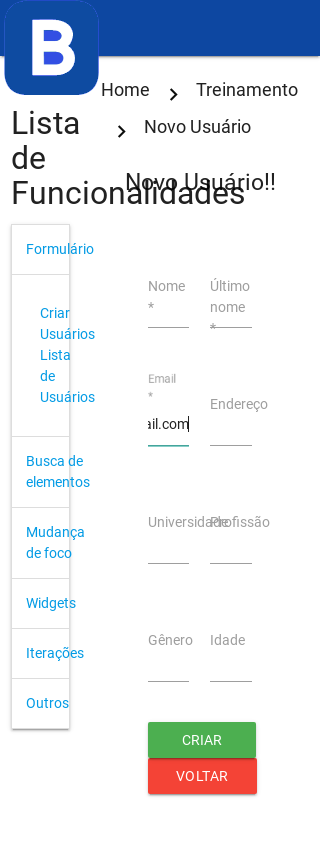 B
Home
Treinamento
Novo Usuário
Lista
de
Funcionalidades
Novo Usuário!!
Formulário
Criar
Usuários
Lista
de
Usuários
Busca de
elementos
Mudança
de foco
Widgets
Iterações
Outros
Nome
*
Último
nome
*
Email
*
ail.com
Endereço
Universidade
Profissão
Gênero
Idade
CRIAR
VOLTAR